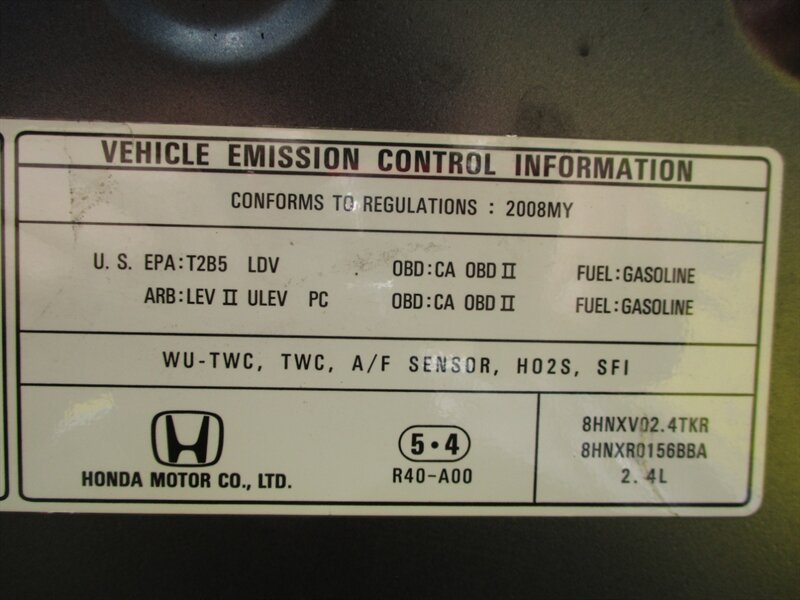 VEHICLE EMISSION CONTROL INFORMATION
CONFORMS TO REGULATIONS : 2008MY
U. S. EPA:T2B5 LDV OBD:CA OBD II FUEL:GASOLINE
ARB:LEV II ULEV PC OBD:CA OBD II FUEL:GASOLINE
WU-TWC, TWC, A/F SENSOR, HO2S, SFI
HONDA MOTOR CO., LTD.
5·4
R40-A00
8HNXV02.4TKR
8HNXR0156BBA
2.4L